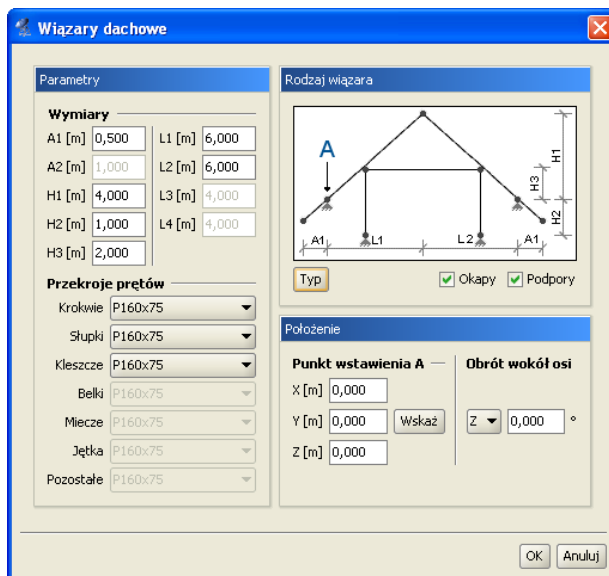 Wiązary dachowe
Parametry
Wymiary
A1 [m] 0,500 L1 [m] 6,000
A2 [m] 1,000 L2 [m] 6,000
H1 [m] 4,000 L3 [m] 4,000
H2 [m] 1,000 L4 [m] 4,000
H3 [m] 2,000
Przekroje prętów
Krokwie P160x75
Słupki P160x75
Kleszcze P160x75
Belki P160x75
Miecze P160x75
Jętka P160x75
Pozostałe P160x75
Rodzaj wiązara
A
H1
H3
H2
A1 L1 L2 A1
Typ Okapy Podpory
Położenie
Punkt wstawienia A Obrót wokół osi
X [m] 0,000
Y [m] 0,000 Wskaż Z 0,000 °
Z [m] 0,000
OK Anuluj